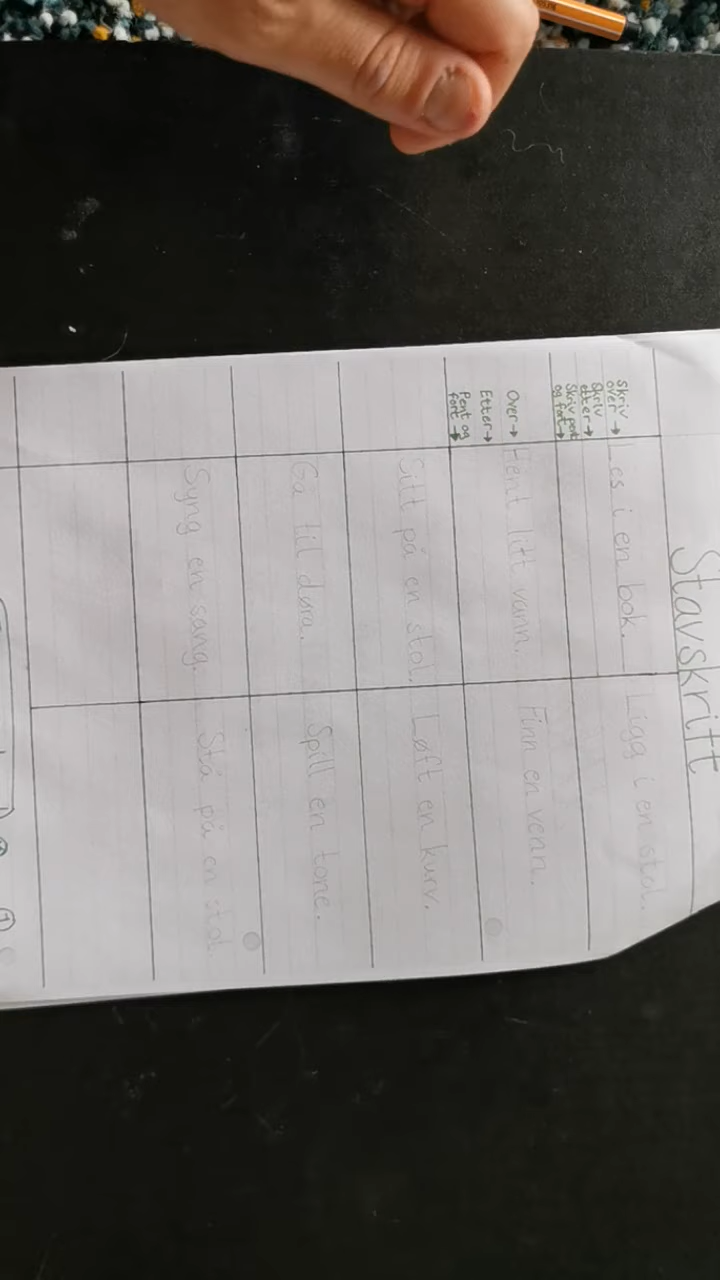 Stavskrift
Skriv over →
Skriv etter →
Skriv pent og fort →
Les i en bok.
Ligg i en stol.
Over →
Etter →
Pent og fort →
Hent litt vann.
Finn en venn.
Sitt på en stol.
Løft en kurv.
Gå til døra.
Spill en tone.
Syng en sang.
Stå på en stol.
1